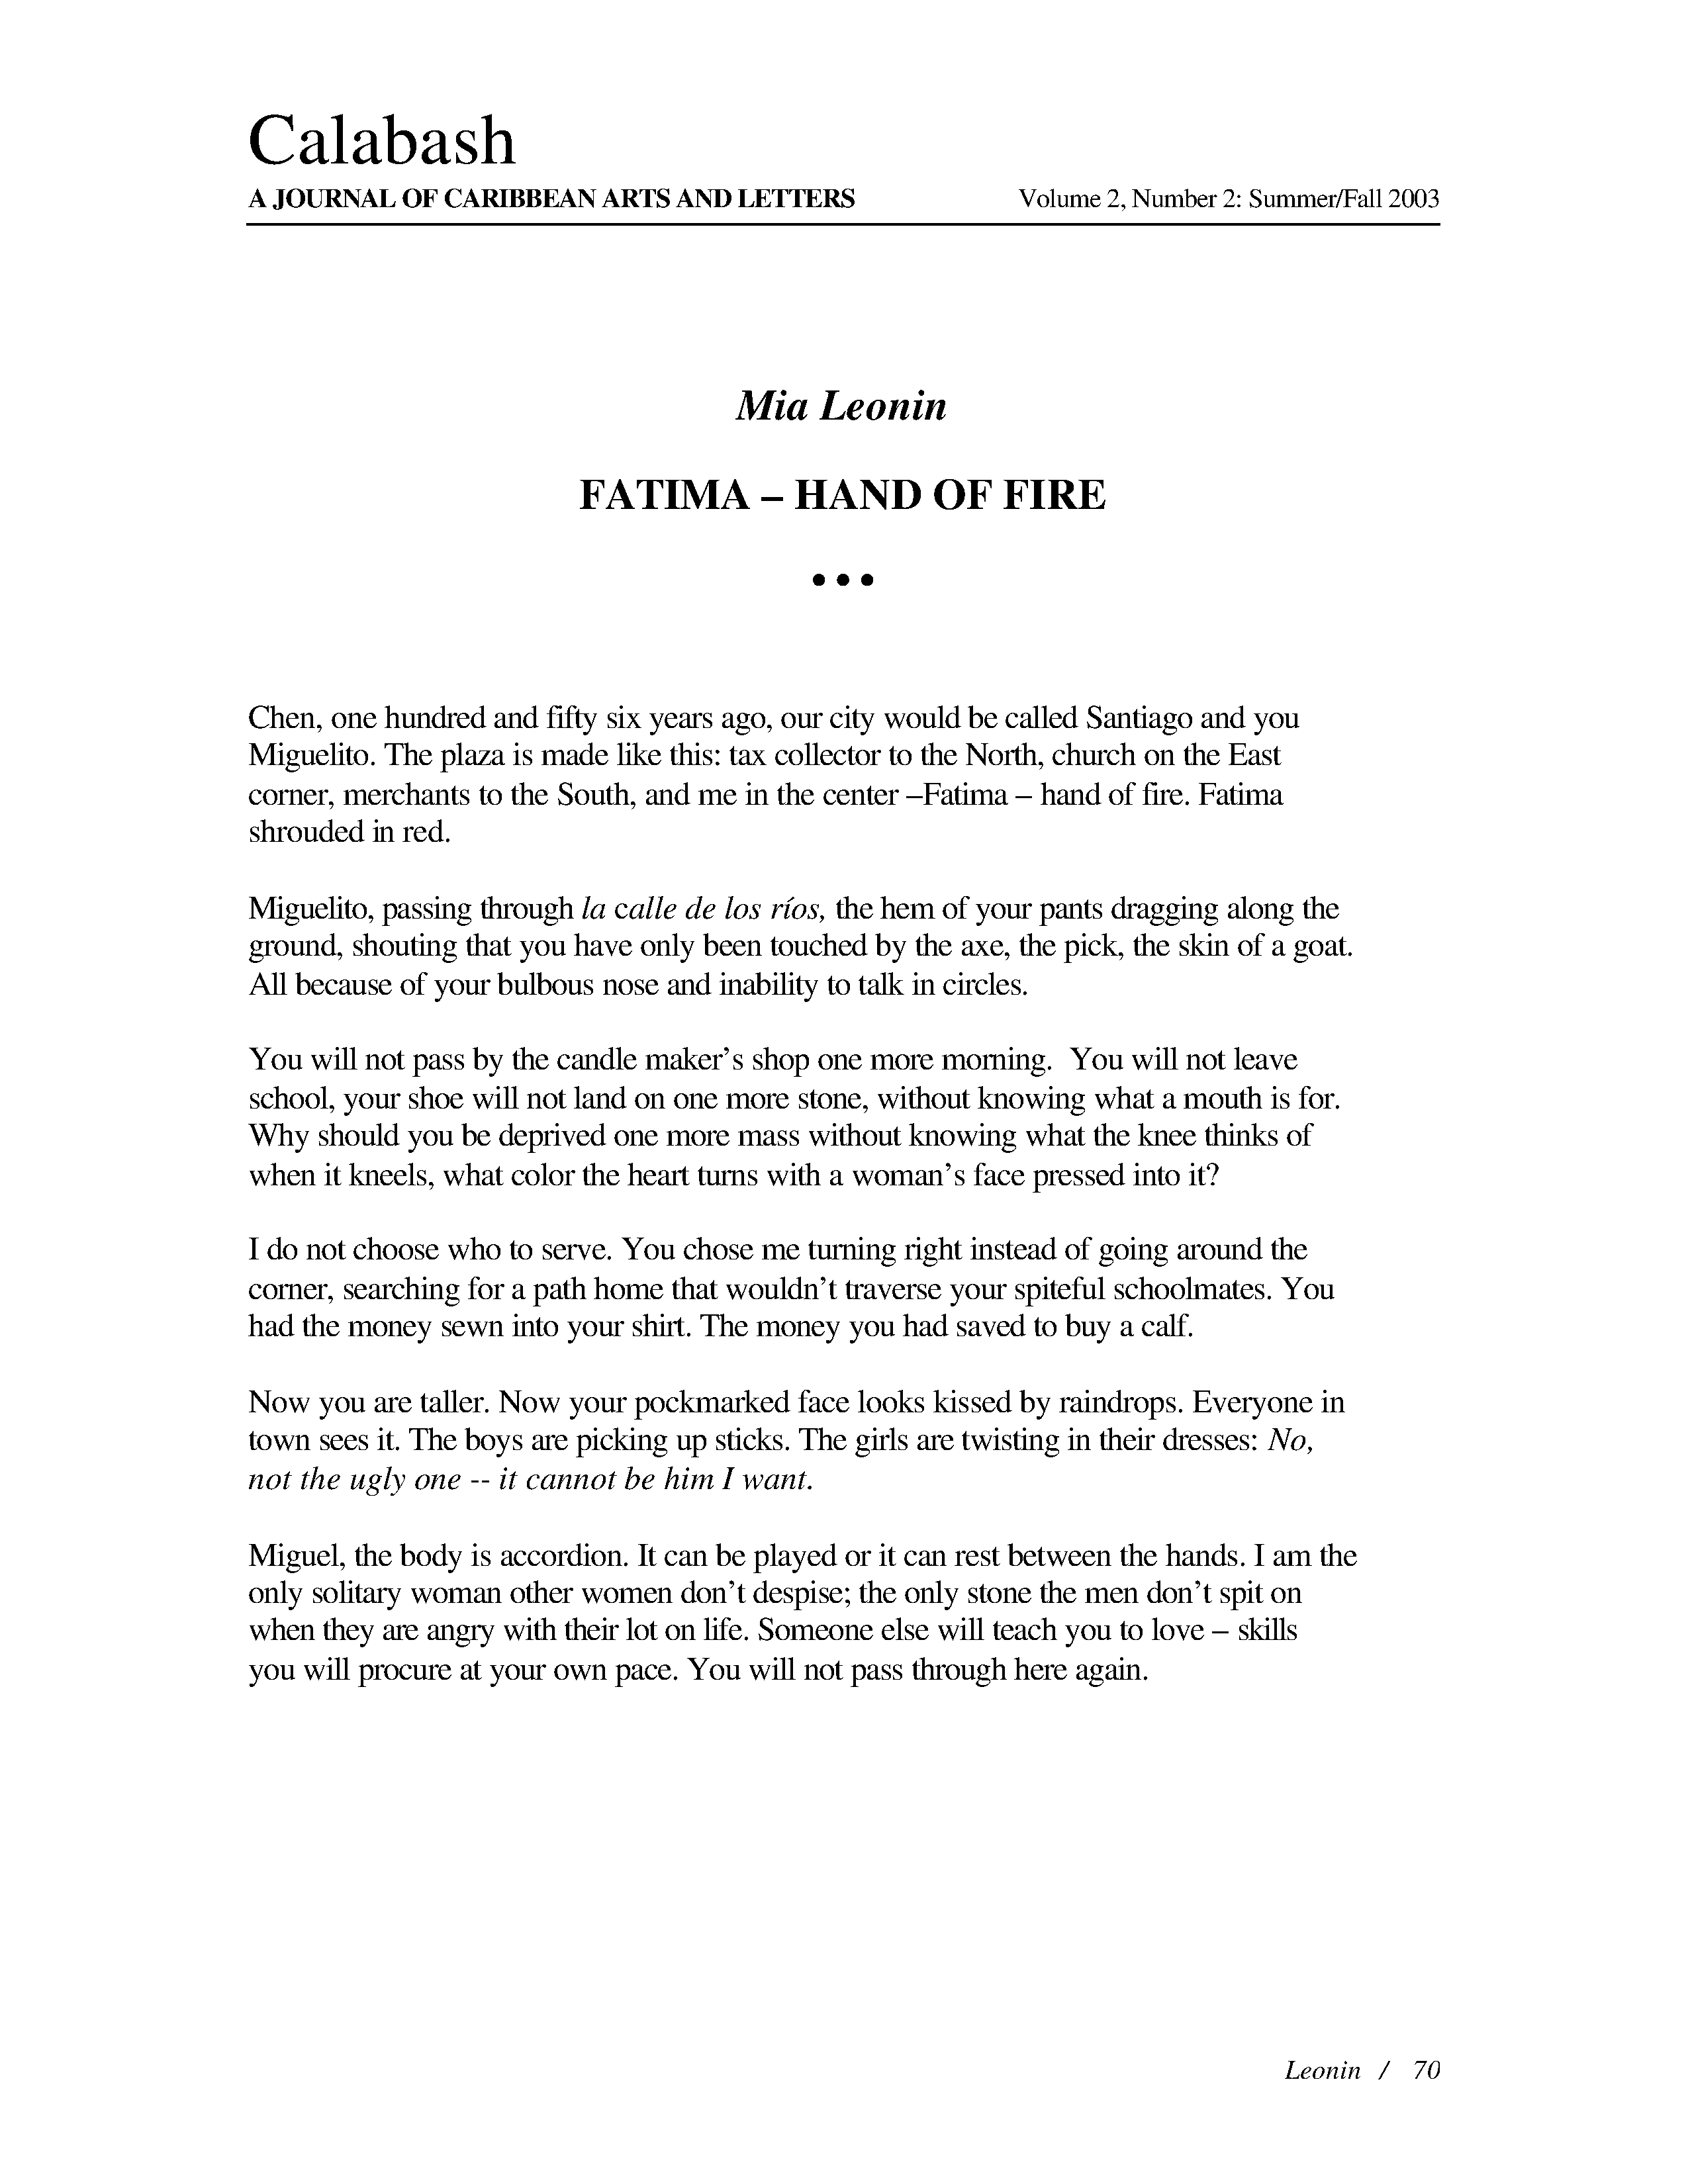 Calabash
A JOURNAL OF CARIBBEAN ARTS AND LETTERS Volume 2, Number 2: Summer/Fall 2003
Mia Leonin
FATIMA – HAND OF FIRE
• • •
Chen, one hundred and fifty six years ago, our city would be called Santiago and you
Miguelito. The plaza is made like this: tax collector to the North, church on the East
corner, merchants to the South, and me in the center –Fatima – hand of fire. Fatima
shrouded in red.
Miguelito, passing through la calle de los ríos, the hem of your pants dragging along the
ground, shouting that you have only been touched by the axe, the pick, the skin of a goat.
All because of your bulbous nose and inability to talk in circles.
You will not pass by the candle maker’s shop one more morning.  You will not leave
school, your shoe will not land on one more stone, without knowing what a mouth is for.
Why should you be deprived one more mass without knowing what the knee thinks of
when it kneels, what color the heart turns with a woman’s face pressed into it?
I do not choose who to serve. You chose me turning right instead of going around the
corner, searching for a path home that wouldn’t traverse your spiteful schoolmates. You
had the money sewn into your shirt. The money you had saved to buy a calf.
Now you are taller. Now your pockmarked face looks kissed by raindrops. Everyone in
town sees it. The boys are picking up sticks. The girls are twisting in their dresses: No,
not the ugly one -- it cannot be him I want.
Miguel, the body is accordion. It can be played or it can rest between the hands. I am the
only solitary woman other women don’t despise; the only stone the men don’t spit on
when they are angry with their lot on life. Someone else will teach you to love – skills
you will procure at your own pace. You will not pass through here again.
Leonin / 70